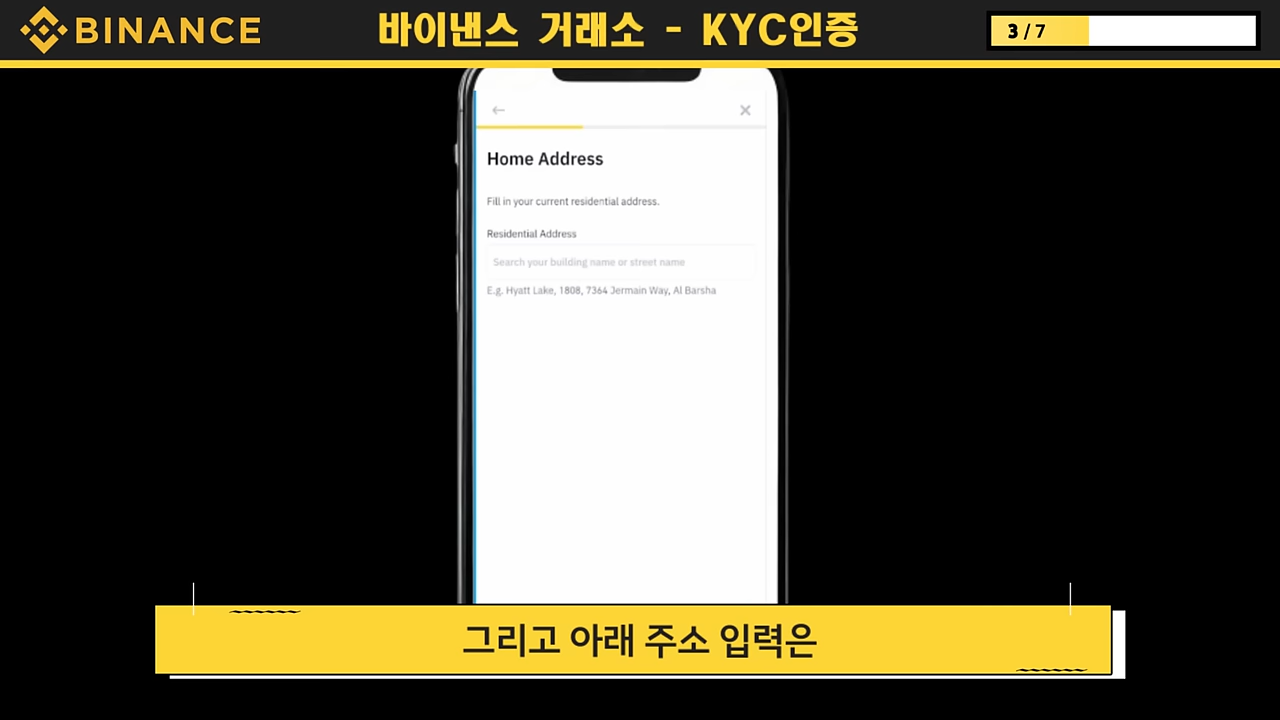 BINANCE
바이낸스 거래소 - KYC인증
3 / 7
Home Address
Fill in your current residential address.
Residential Address
Search your building name or street name
E.g. Hyatt Lake, 1808, 7364 Jermain Way, Al Barsha
그리고 아래 주소 입력은